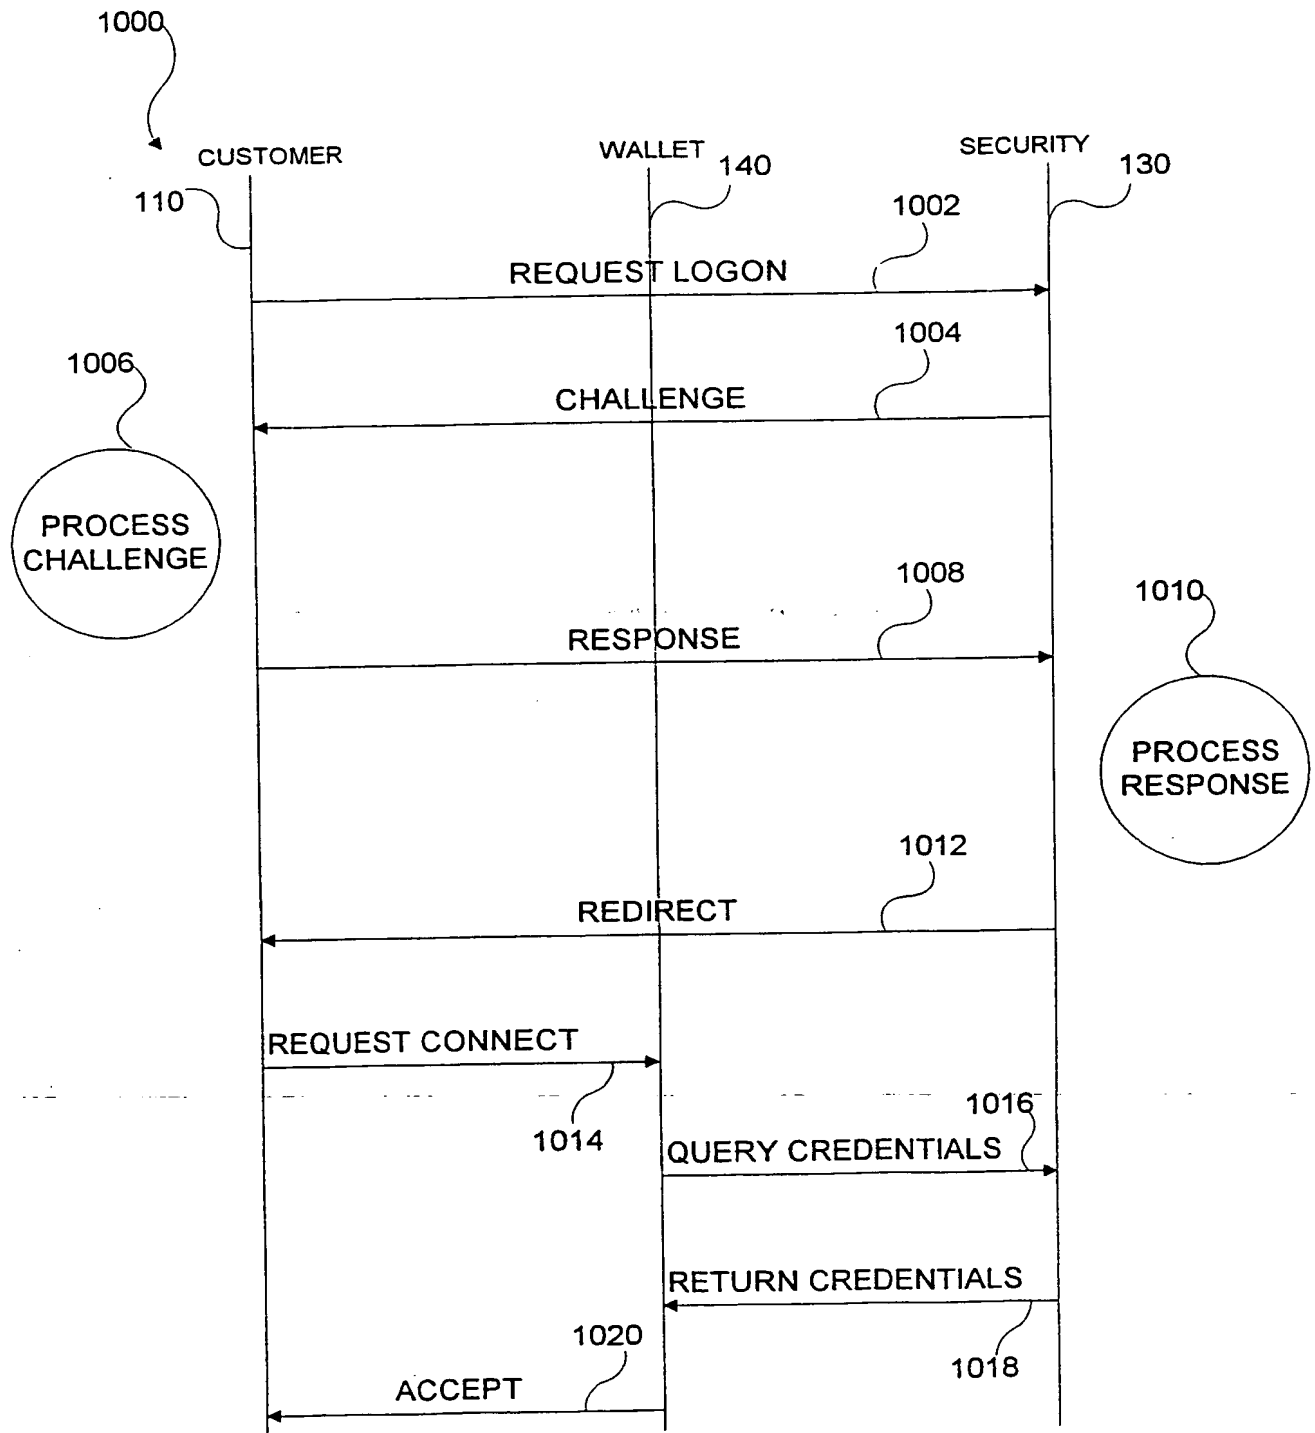 1000
CUSTOMER
WALLET
SECURITY
110
140
130
1002
REQUEST LOGON
1004
1006
CHALLENGE
PROCESS
CHALLENGE
1008
1010
RESPONSE
PROCESS
RESPONSE
1012
REDIRECT
REQUEST CONNECT
1014
1016
QUERY CREDENTIALS
RETURN CREDENTIALS
1018
1020
ACCEPT